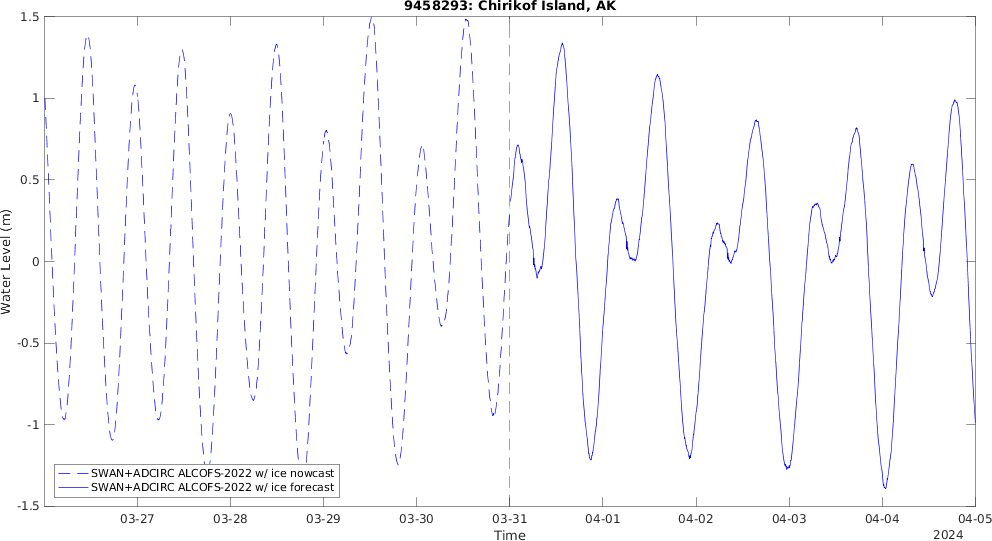 9458293: Chirikof Island, AK
1.5
1
0.5
0
-0.5
-1
-1.5
Water Level (m)
SWAN+ADCIRC ALCOFS-2022 w/ ice nowcast
SWAN+ADCIRC ALCOFS-2022 w/ ice forecast
03-27 03-28 03-29 03-30 03-31 04-01 04-02 04-03 04-04 04-05
Time
2024